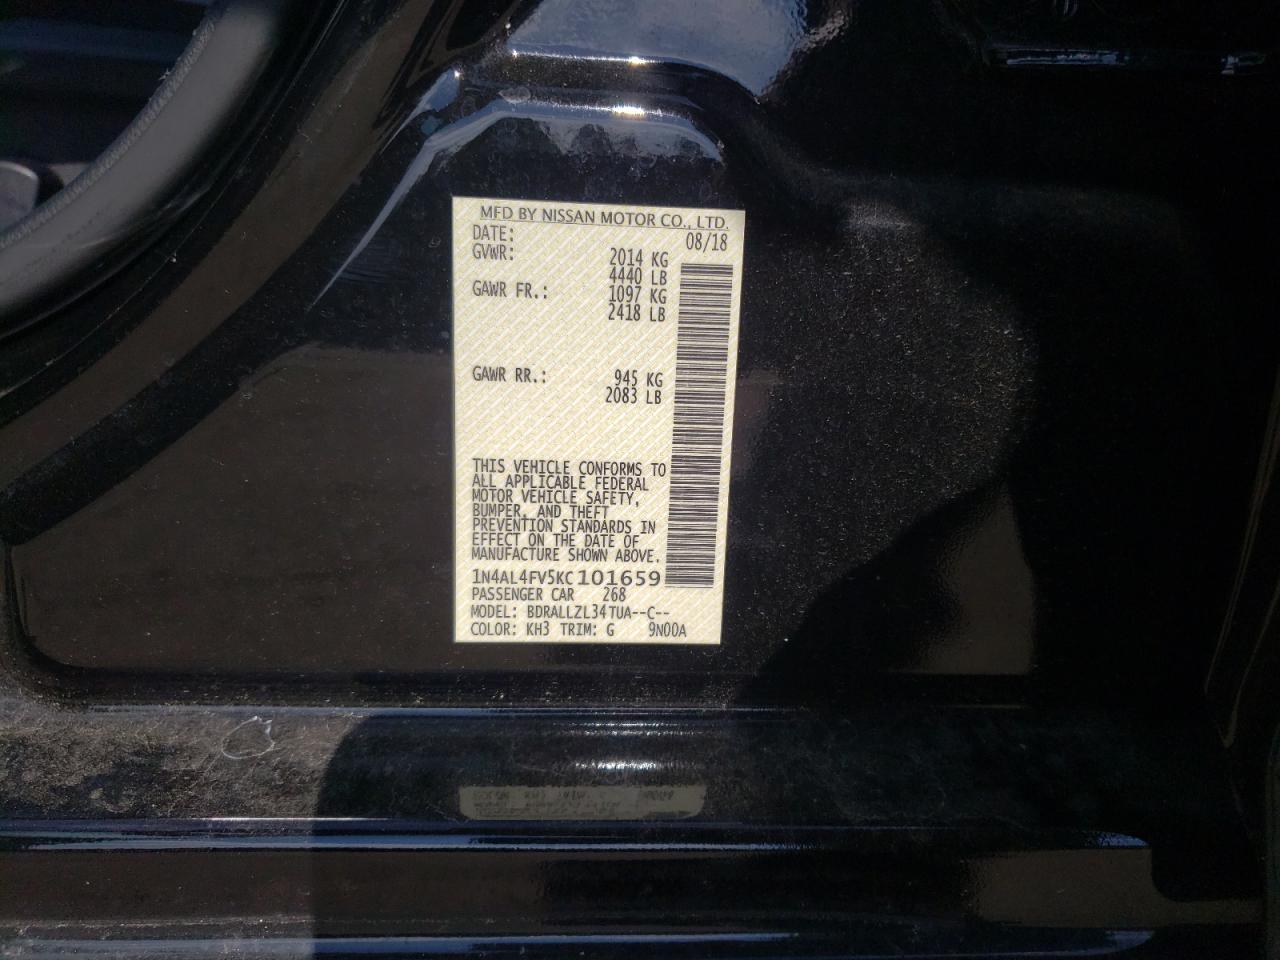 MFD BY NISSAN MOTOR CO., LTD.
DATE: 08/18
GVWR: 2014 KG
4440 LB
GAWR FR.: 1097 KG
2418 LB
GAWR RR.: 945 KG
2083 LB
THIS VEHICLE CONFORMS TO
ALL APPLICABLE FEDERAL
MOTOR VEHICLE SAFETY,
BUMPER, AND THEFT
PREVENTION STANDARDS IN
EFFECT ON THE DATE OF
MANUFACTURE SHOWN ABOVE.
1N4AL4FV5KC101659
PASSENGER CAR 268
MODEL: BDRALLZL34TUA--C--
COLOR: KH3 TRIM: G 9N00A